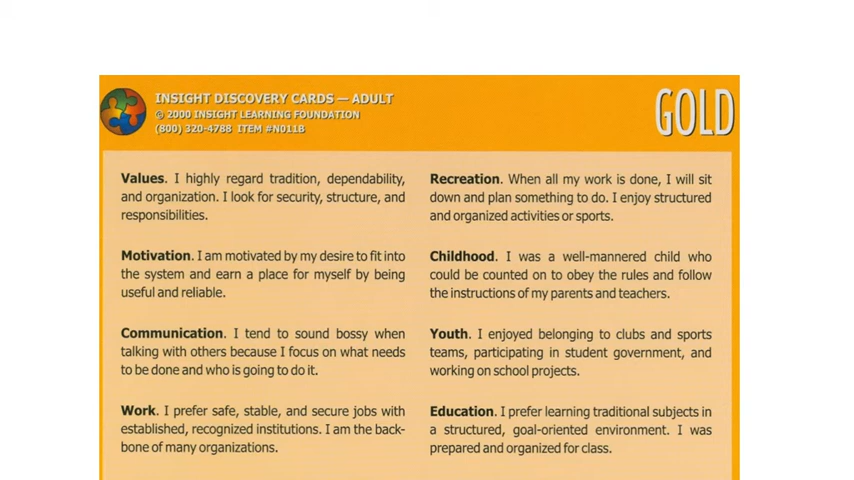 INSIGHT DISCOVERY CARDS — ADULT
© 2000 INSIGHT LEARNING FOUNDATION
(800) 320-4788 ITEM #N011B
GOLD
Values. I highly regard tradition, dependability,
and organization. I look for security, structure, and
responsibilities.
Motivation. I am motivated by my desire to fit into
the system and earn a place for myself by being
useful and reliable.
Communication. I tend to sound bossy when
talking with others because I focus on what needs
to be done and who is going to do it.
Work. I prefer safe, stable, and secure jobs with
established, recognized institutions. I am the back-
bone of many organizations.
Recreation. When all my work is done, I will sit
down and plan something to do. I enjoy structured
and organized activities or sports.
Childhood. I was a well-mannered child who
could be counted on to obey the rules and follow
the instructions of my parents and teachers.
Youth. I enjoyed belonging to clubs and sports
teams, participating in student government, and
working on school projects.
Education. I prefer learning traditional subjects in
a structured, goal-oriented environment. I was
prepared and organized for class.